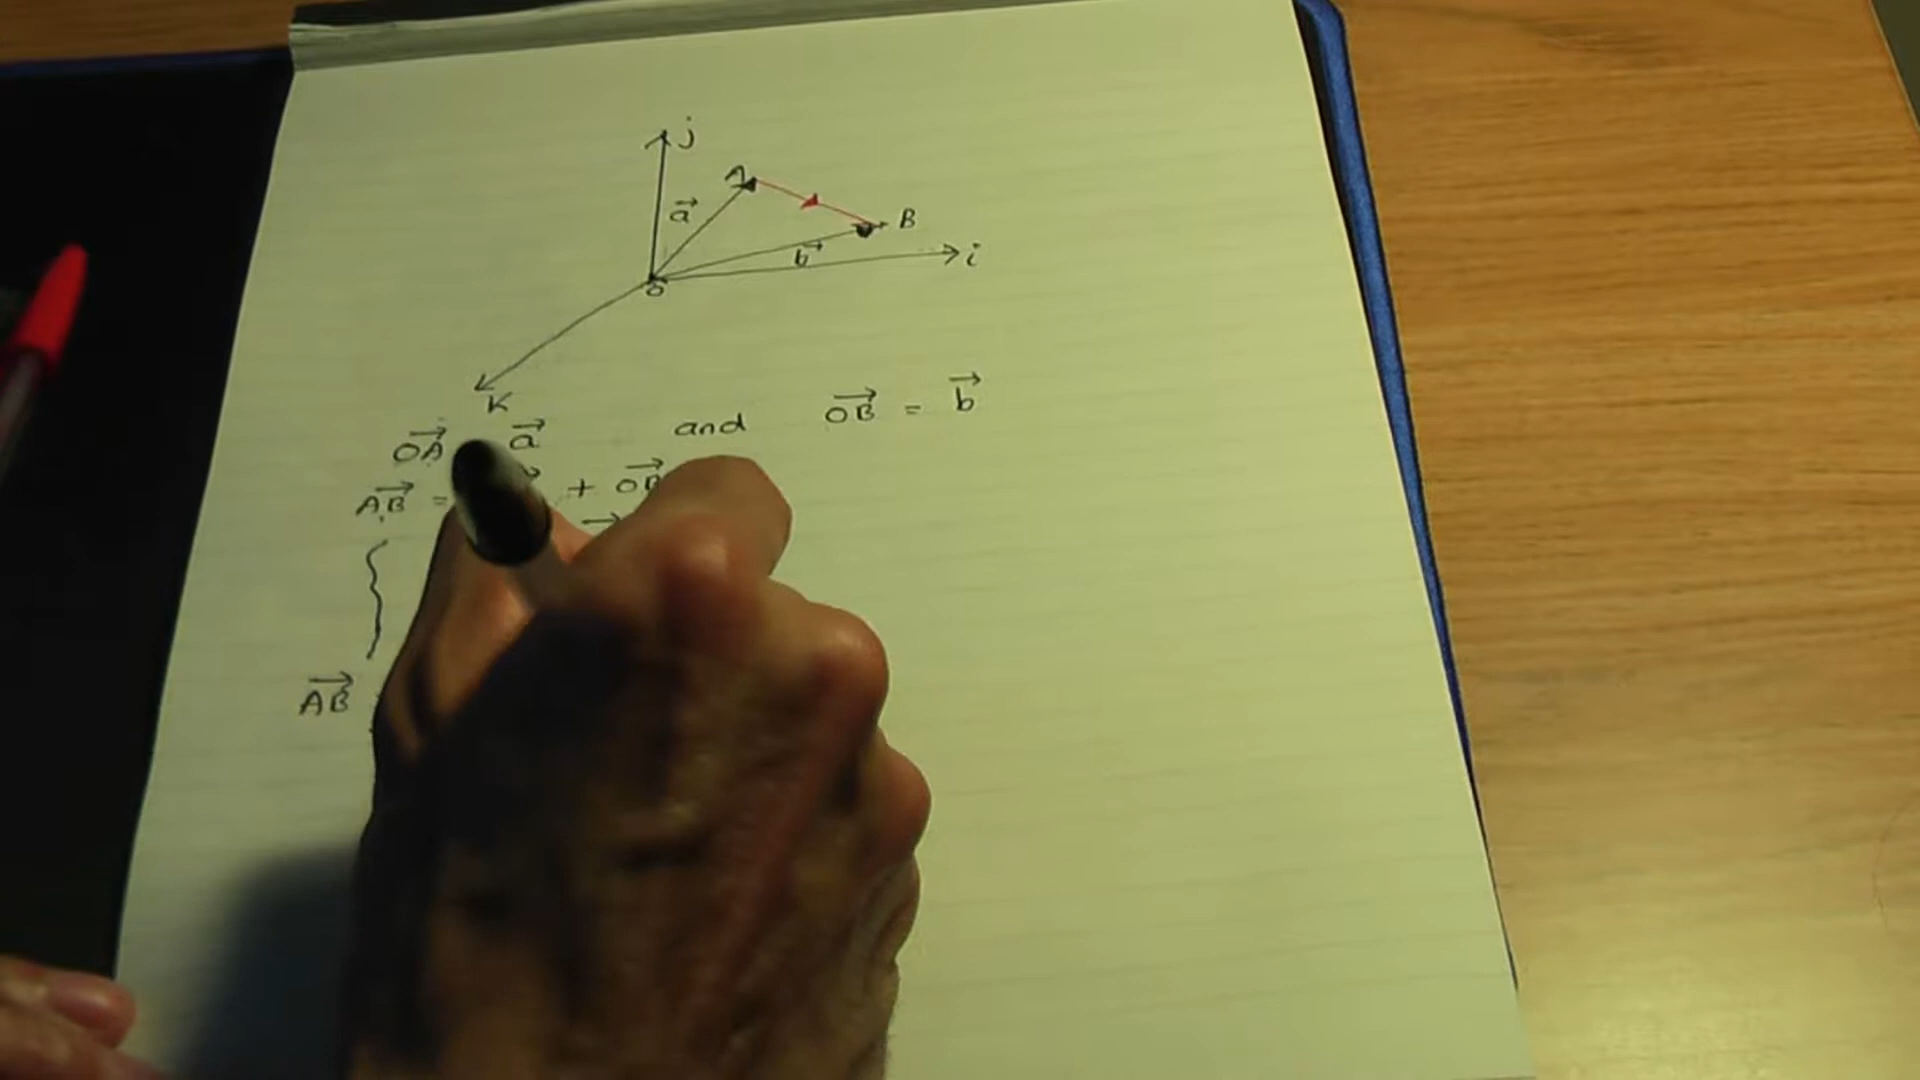 j
A
a⃗
B
b⃗
i
O
K
OA⃗ a⃗ and OB⃗ = b⃗
AB⃗ = + OB⃗
AB⃗